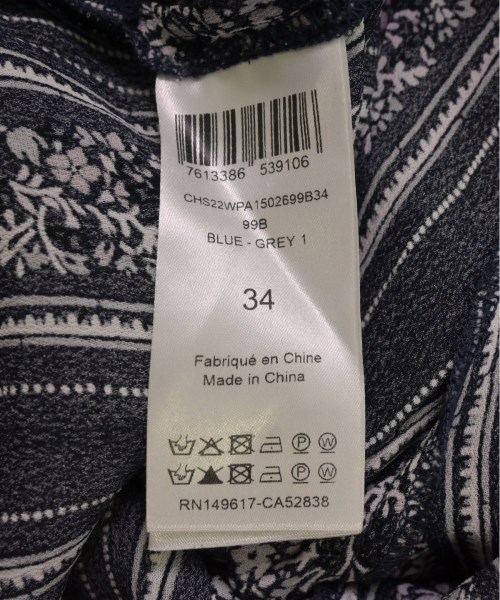 7613386 539106
CHS22WPA1502699B34
99B
BLUE - GREY 1
34
Fabriqué en Chine
Made in China
P W
P W
RN149617-CA52838